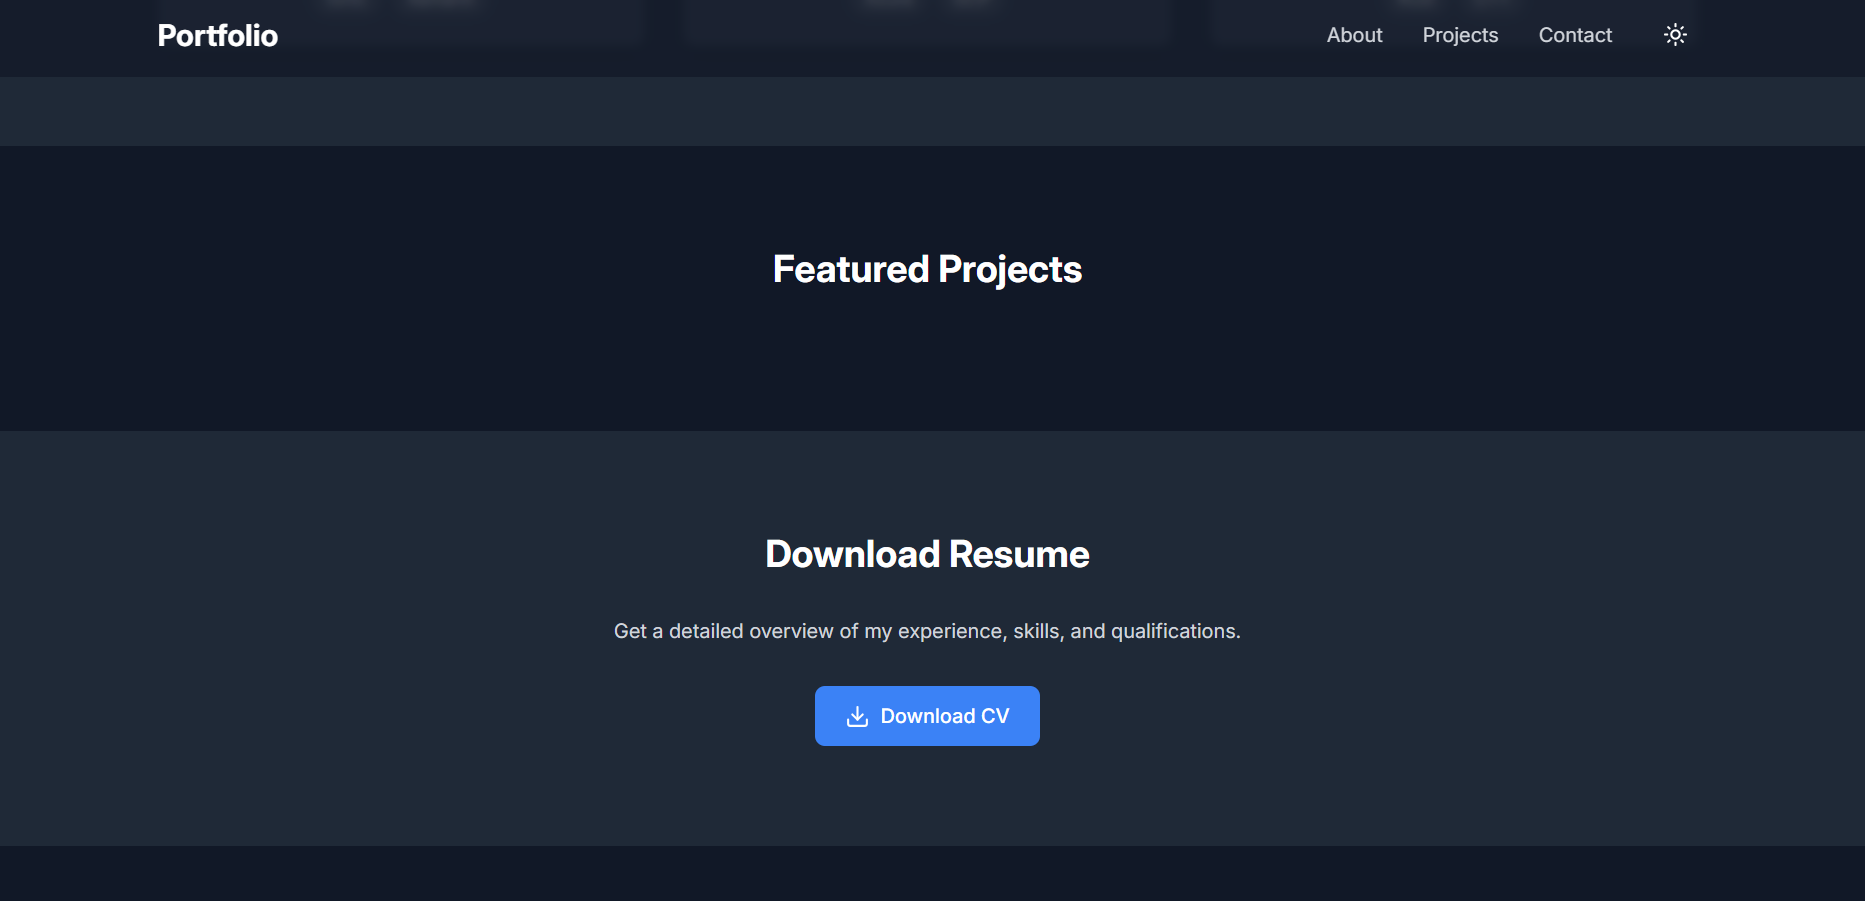 Portfolio
About Projects Contact
Featured Projects
Download Resume
Get a detailed overview of my experience, skills, and qualifications.
Download CV